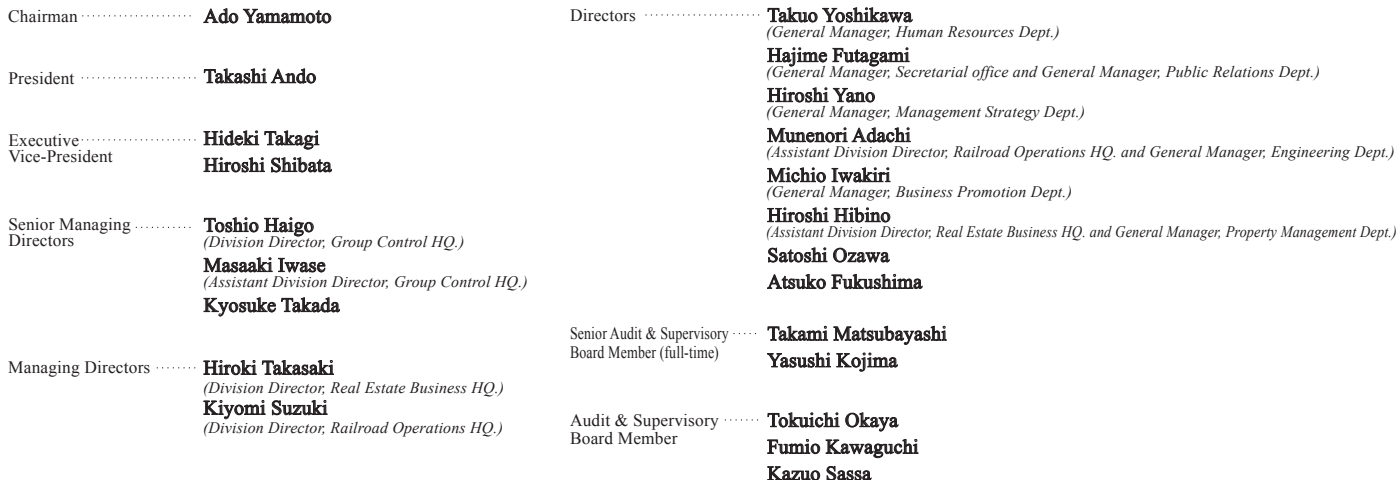 Chairman Ado Yamamoto
President Takashi Ando
Executive Hideki Takagi
Vice-President
Hiroshi Shibata
Senior Managing Toshio Haigo
Directors (Division Director, Group Control HQ.)
Masaaki Iwase
(Assistant Division Director, Group Control HQ.)
Kyosuke Takada
Managing Directors Hiroki Takasaki
(Division Director, Real Estate Business HQ.)
Kiyomi Suzuki
(Division Director, Railroad Operations HQ.)
Directors Takuo Yoshikawa
(General Manager, Human Resources Dept.)
Hajime Futagami
(General Manager, Secretarial office and General Manager, Public Relations Dept.)
Hiroshi Yano
(General Manager, Management Strategy Dept.)
Munenori Adachi
(Assistant Division Director, Railroad Operations HQ. and General Manager, Engineering Dept.)
Michio Iwakiri
(General Manager, Business Promotion Dept.)
Hiroshi Hibino
(Assistant Division Director, Real Estate Business HQ. and General Manager, Property Management Dept.)
Satoshi Ozawa
Atsuko Fukushima
Senior Audit & Supervisory Takami Matsubayashi
Board Member (full-time) Yasushi Kojima
Audit & Supervisory Tokuichi Okaya
Board Member Fumio Kawaguchi
Kazuo Sassa